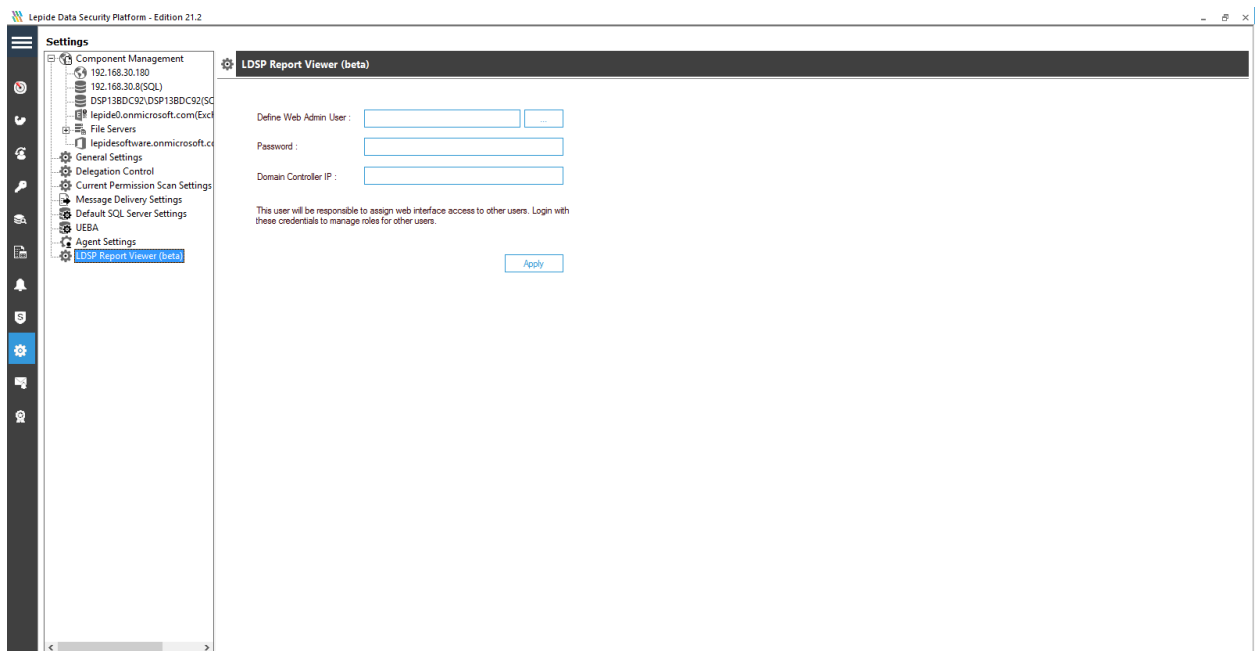 Lepide Data Security Platform - Edition 21.2
Settings
Component Management
192.168.30.180
192.168.30.8(SQL)
DSP13BDC92\DSP13BDC92(SC
lepide0.onmicrosoft.com(Excl
File Servers
lepidesoftware.onmicrosoft.c
General Settings
Delegation Control
Current Permission Scan Settings
Message Delivery Settings
Default SQL Server Settings
UEBA
Agent Settings
LDSP Report Viewer (beta)
LDSP Report Viewer (beta)
Define Web Admin User :
...
Password :
Domain Controller IP :
This user will be responsible to assign web interface access to other users. Login with
these credentials to manage roles for other users.
Apply